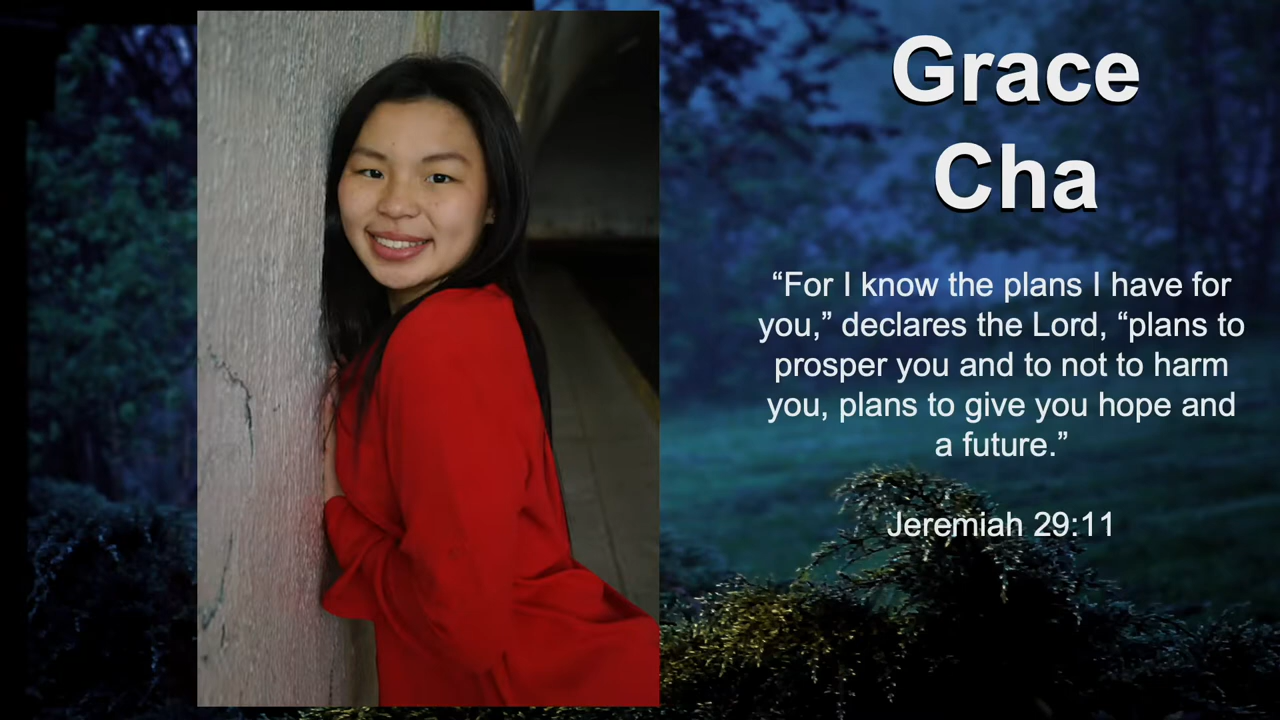 Grace
Cha
“For I know the plans I have for
you,” declares the Lord, “plans to
prosper you and to not to harm
you, plans to give you hope and
a future.”
Jeremiah 29:11